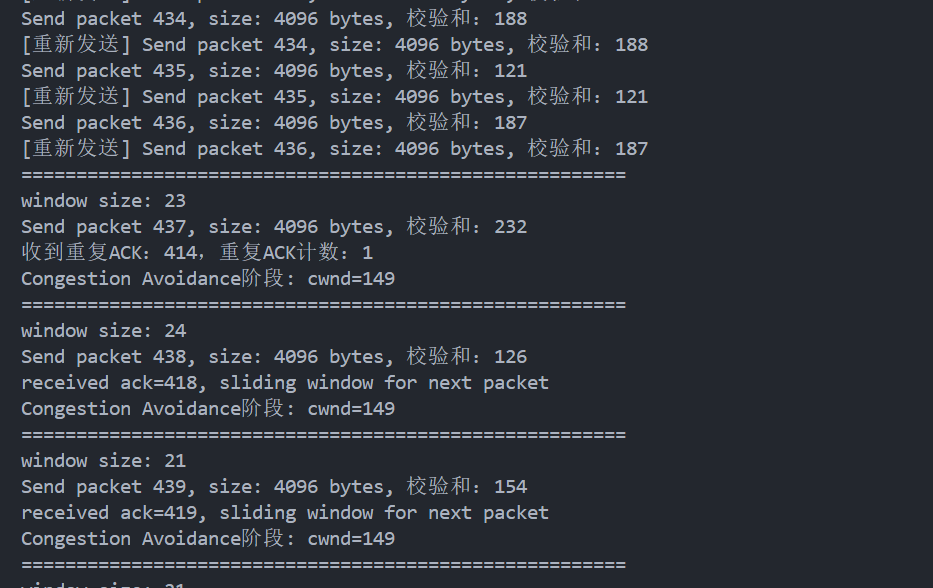 Send packet 434, size: 4096 bytes, 校验和：188
[重新发送] Send packet 434, size: 4096 bytes, 校验和：188
Send packet 435, size: 4096 bytes, 校验和：121
[重新发送] Send packet 435, size: 4096 bytes, 校验和：121
Send packet 436, size: 4096 bytes, 校验和：187
[重新发送] Send packet 436, size: 4096 bytes, 校验和：187
=======================================================
window size: 23
Send packet 437, size: 4096 bytes, 校验和：232
收到重复ACK：414，重复ACK计数：1
Congestion Avoidance阶段: cwnd=149
=======================================================
window size: 24
Send packet 438, size: 4096 bytes, 校验和：126
received ack=418, sliding window for next packet
Congestion Avoidance阶段: cwnd=149
=======================================================
window size: 21
Send packet 439, size: 4096 bytes, 校验和：154
received ack=419, sliding window for next packet
Congestion Avoidance阶段: cwnd=149
=======================================================
window size: 21